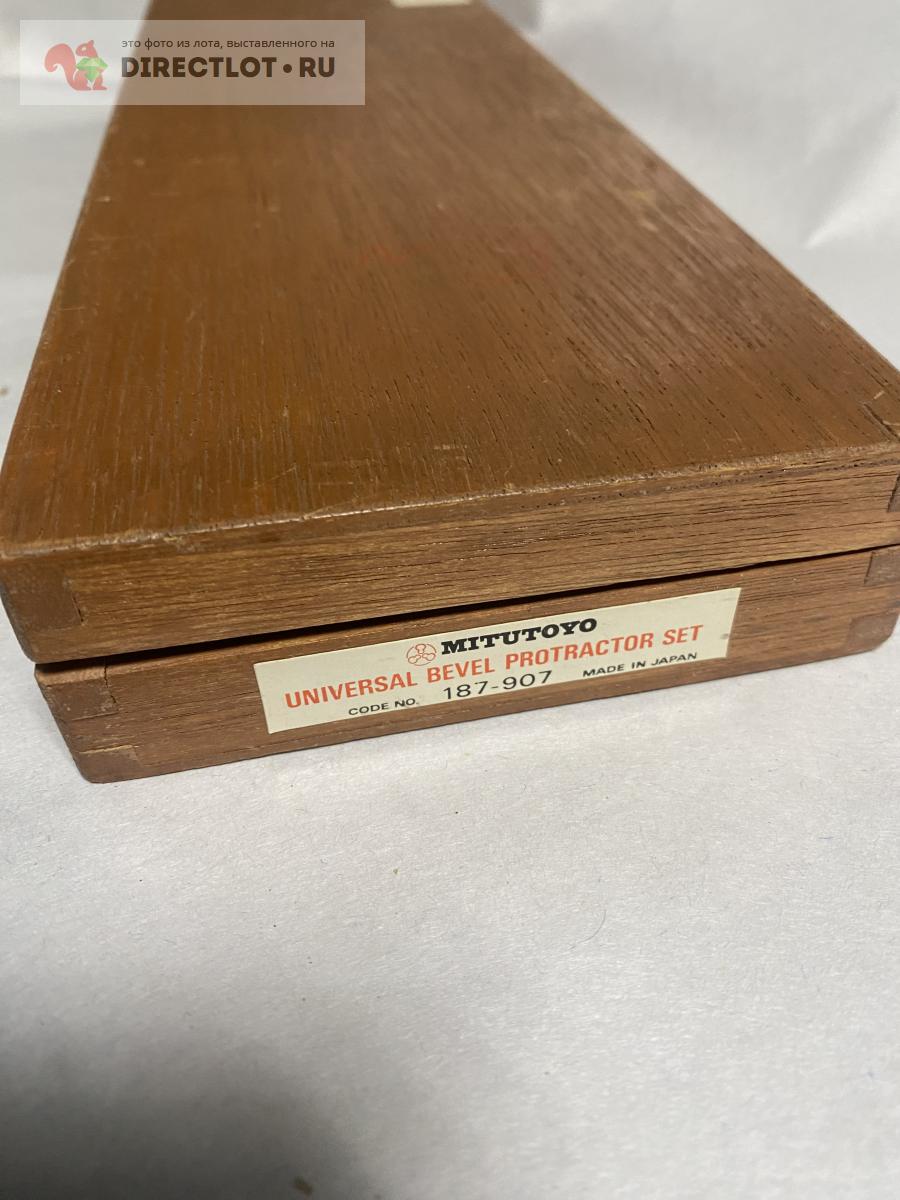 это фото из лота, выставленного на
DIRECTLOT•RU
MITUTOYO
UNIVERSAL BEVEL PROTRACTOR SET
CODE NO. 187-907 MADE IN JAPAN